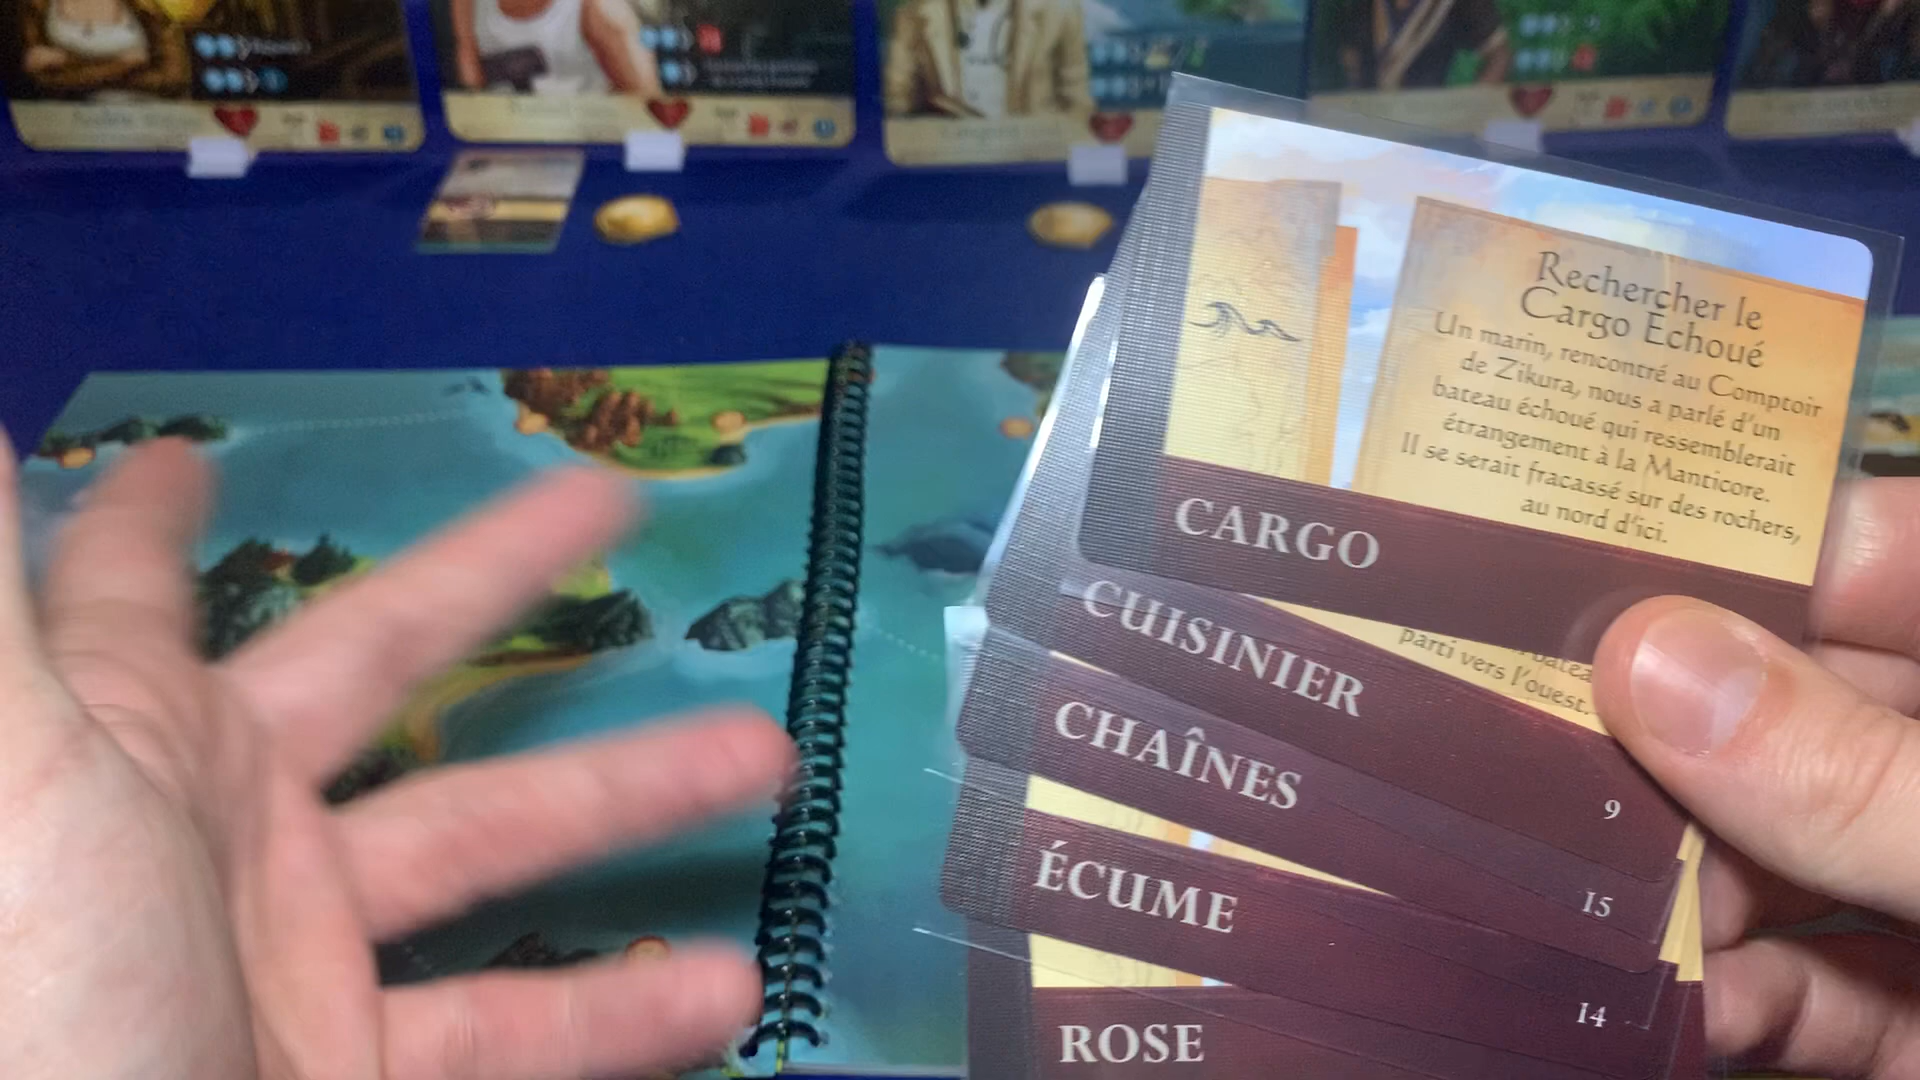 Rechercher le
Cargo Échoué
Un marin, rencontré au Comptoir
de Zikura, nous a parlé d'un
bateau échoué qui ressemblerait
étrangement à la Manticore.
Il se serait fracassé sur des rochers,
au nord d'ici.
CARGO
parti vers l'ouest.
CUISINIER
9
CHAÎNES
15
ÉCUME
14
ROSE